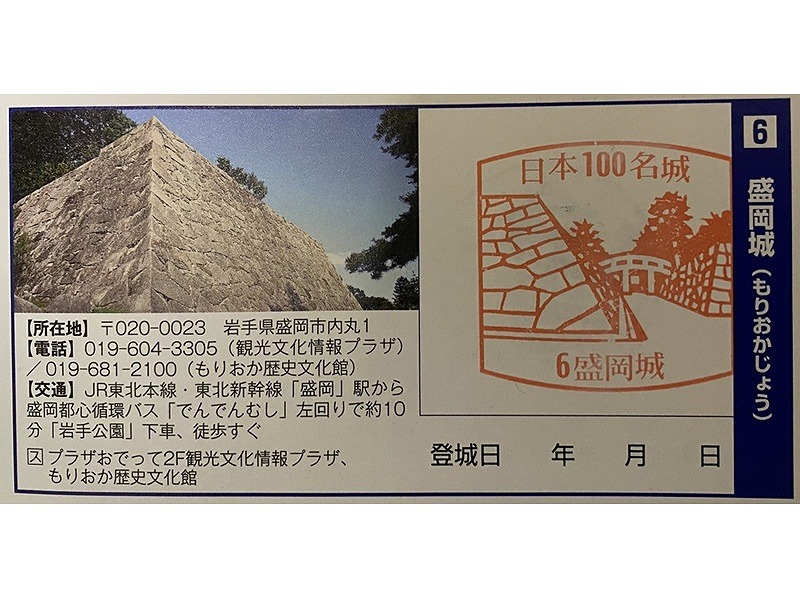 【所在地】〒020-0023 岩手県盛岡市内丸1
【電話】019-604-3305（観光文化情報プラザ）
／019-681-2100（もりおか歴史文化館）
【交通】JR東北本線・東北新幹線「盛岡」駅から
盛岡都心循環バス「でんでんむし」左回りで約10
分「岩手公園」下車、徒歩すぐ
ス プラザおでって2F観光文化情報プラザ、
もりおか歴史文化館
日本100名城
6盛岡城
登城日 年 月 日
6 盛岡城（もりおかじょう）